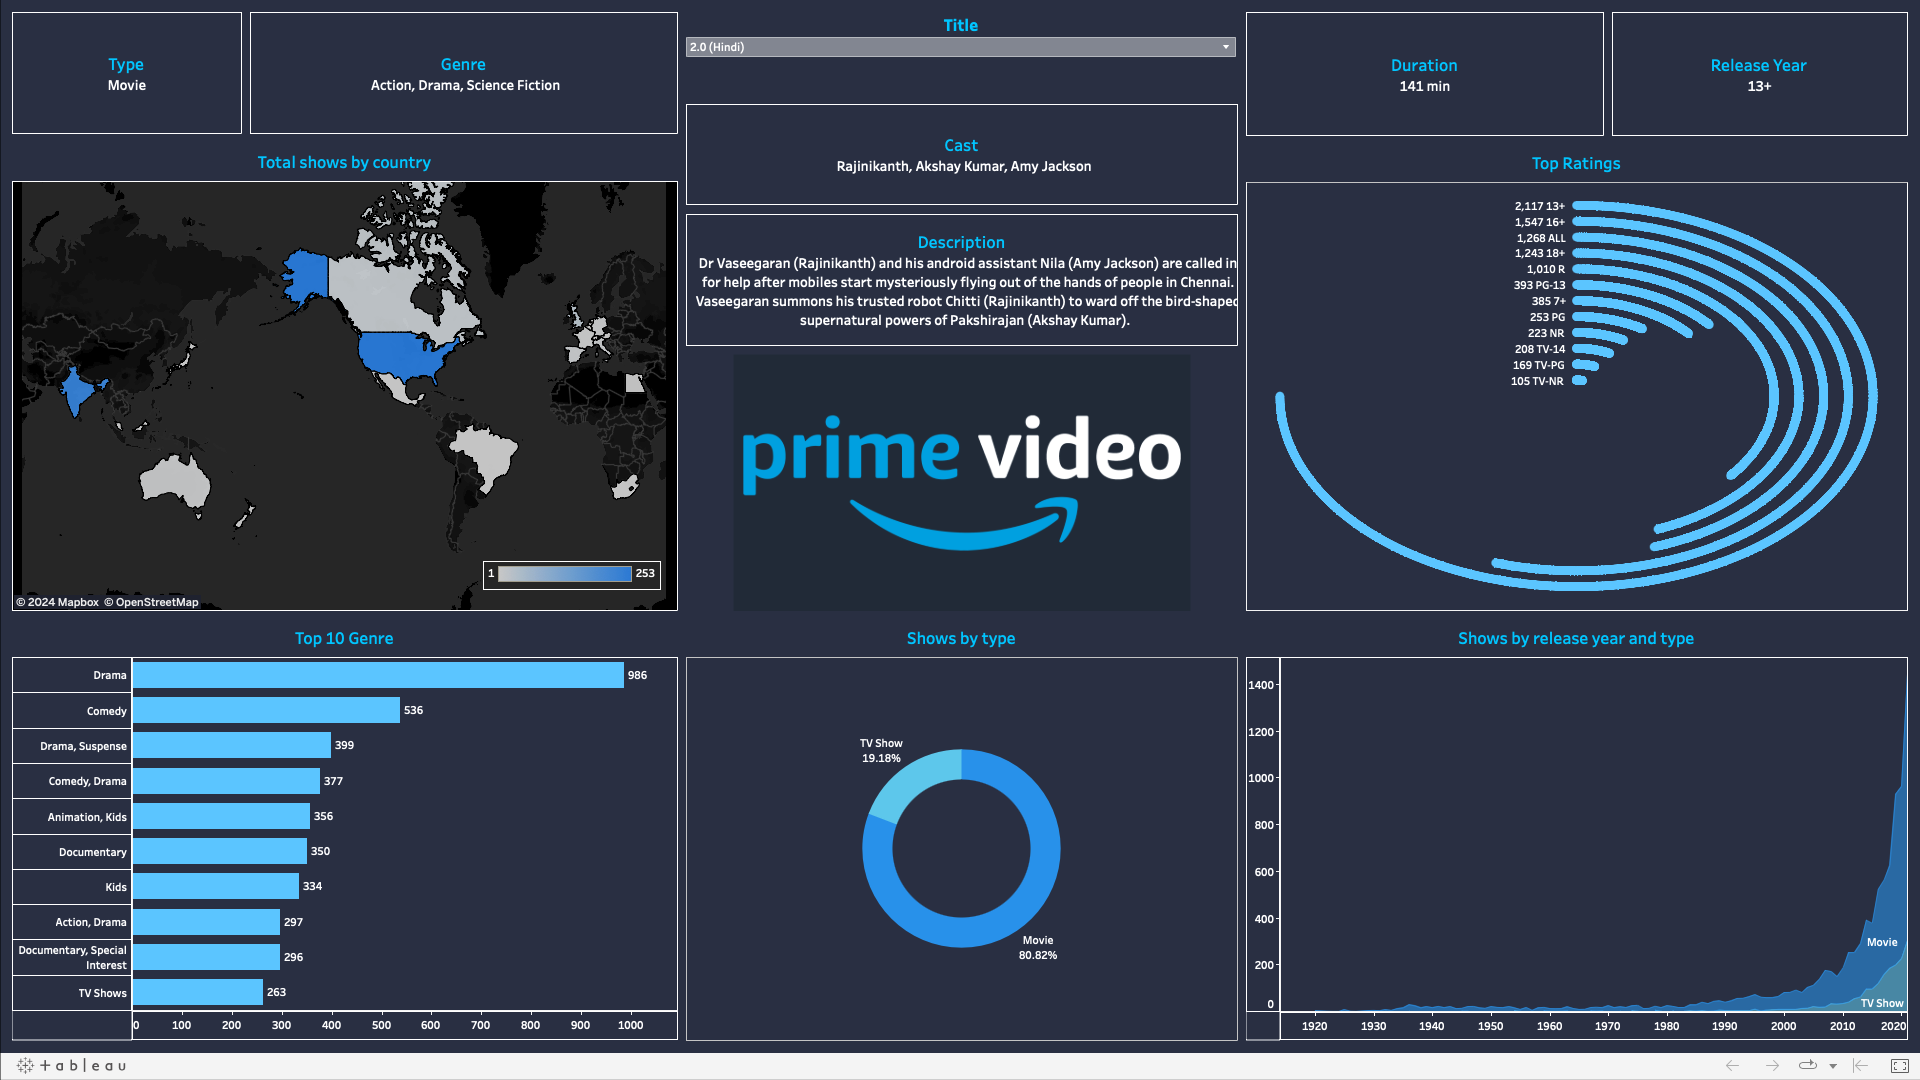 Type
Movie
Genre
Action, Drama, Science Fiction
Title
2.0 (Hindi)
Duration
141 min
Release Year
13+
Cast
Rajinikanth, Akshay Kumar, Amy Jackson
Description
Dr Vaseegaran (Rajinikanth) and his android assistant Nila (Amy Jackson) are called in
for help after mobiles start mysteriously flying out of the hands of people in Chennai.
Vaseegaran summons his trusted robot Chitti (Rajinikanth) to ward off the bird-shaped
supernatural powers of Pakshirajan (Akshay Kumar).
prime video
Total shows by country
1
253
© 2024 Mapbox © OpenStreetMap
Top Ratings
2,117 13+
1,547 16+
1,268 ALL
1,243 18+
1,010 R
393 PG-13
385 7+
253 PG
223 NR
208 TV-14
169 TV-PG
105 TV-NR
Top 10 Genre
Drama
986
Comedy
536
Drama, Suspense
399
Comedy, Drama
377
Animation, Kids
356
Documentary
350
Kids
334
Action, Drama
297
Documentary, Special
Interest
296
TV Shows
263
0 100 200 300 400 500 600 700 800 900 1000
Shows by type
TV Show
19.18%
Movie
80.82%
Shows by release year and type
1400
1200
1000
800
600
400
200
0
Movie
TV Show
1920 1930 1940 1950 1960 1970 1980 1990 2000 2010 2020
+ableau